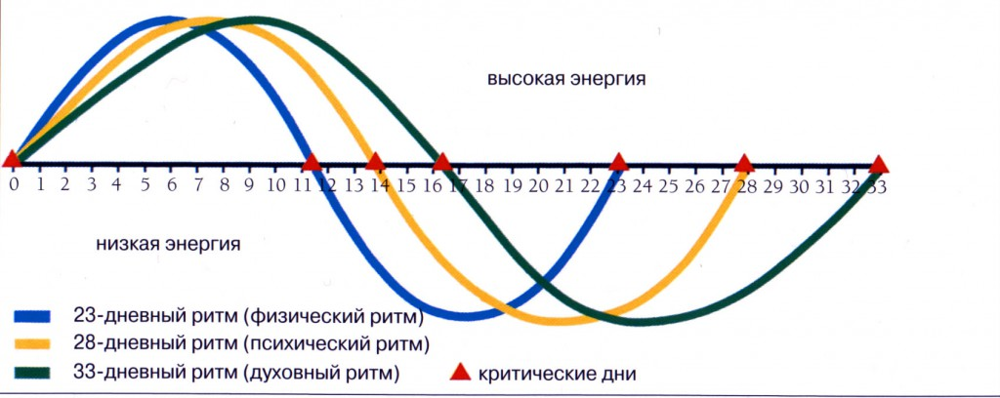 высокая энергия
0 1 2 3 4 5 6 7 8 9 10 11 12 13 14 15 16 17 18 19 20 21 22 23 24 25 26 27 28 29 30 31 32 33
низкая энергия
23-дневный ритм (физический ритм)
28-дневный ритм (психический ритм)
33-дневный ритм (духовный ритм) критические дни